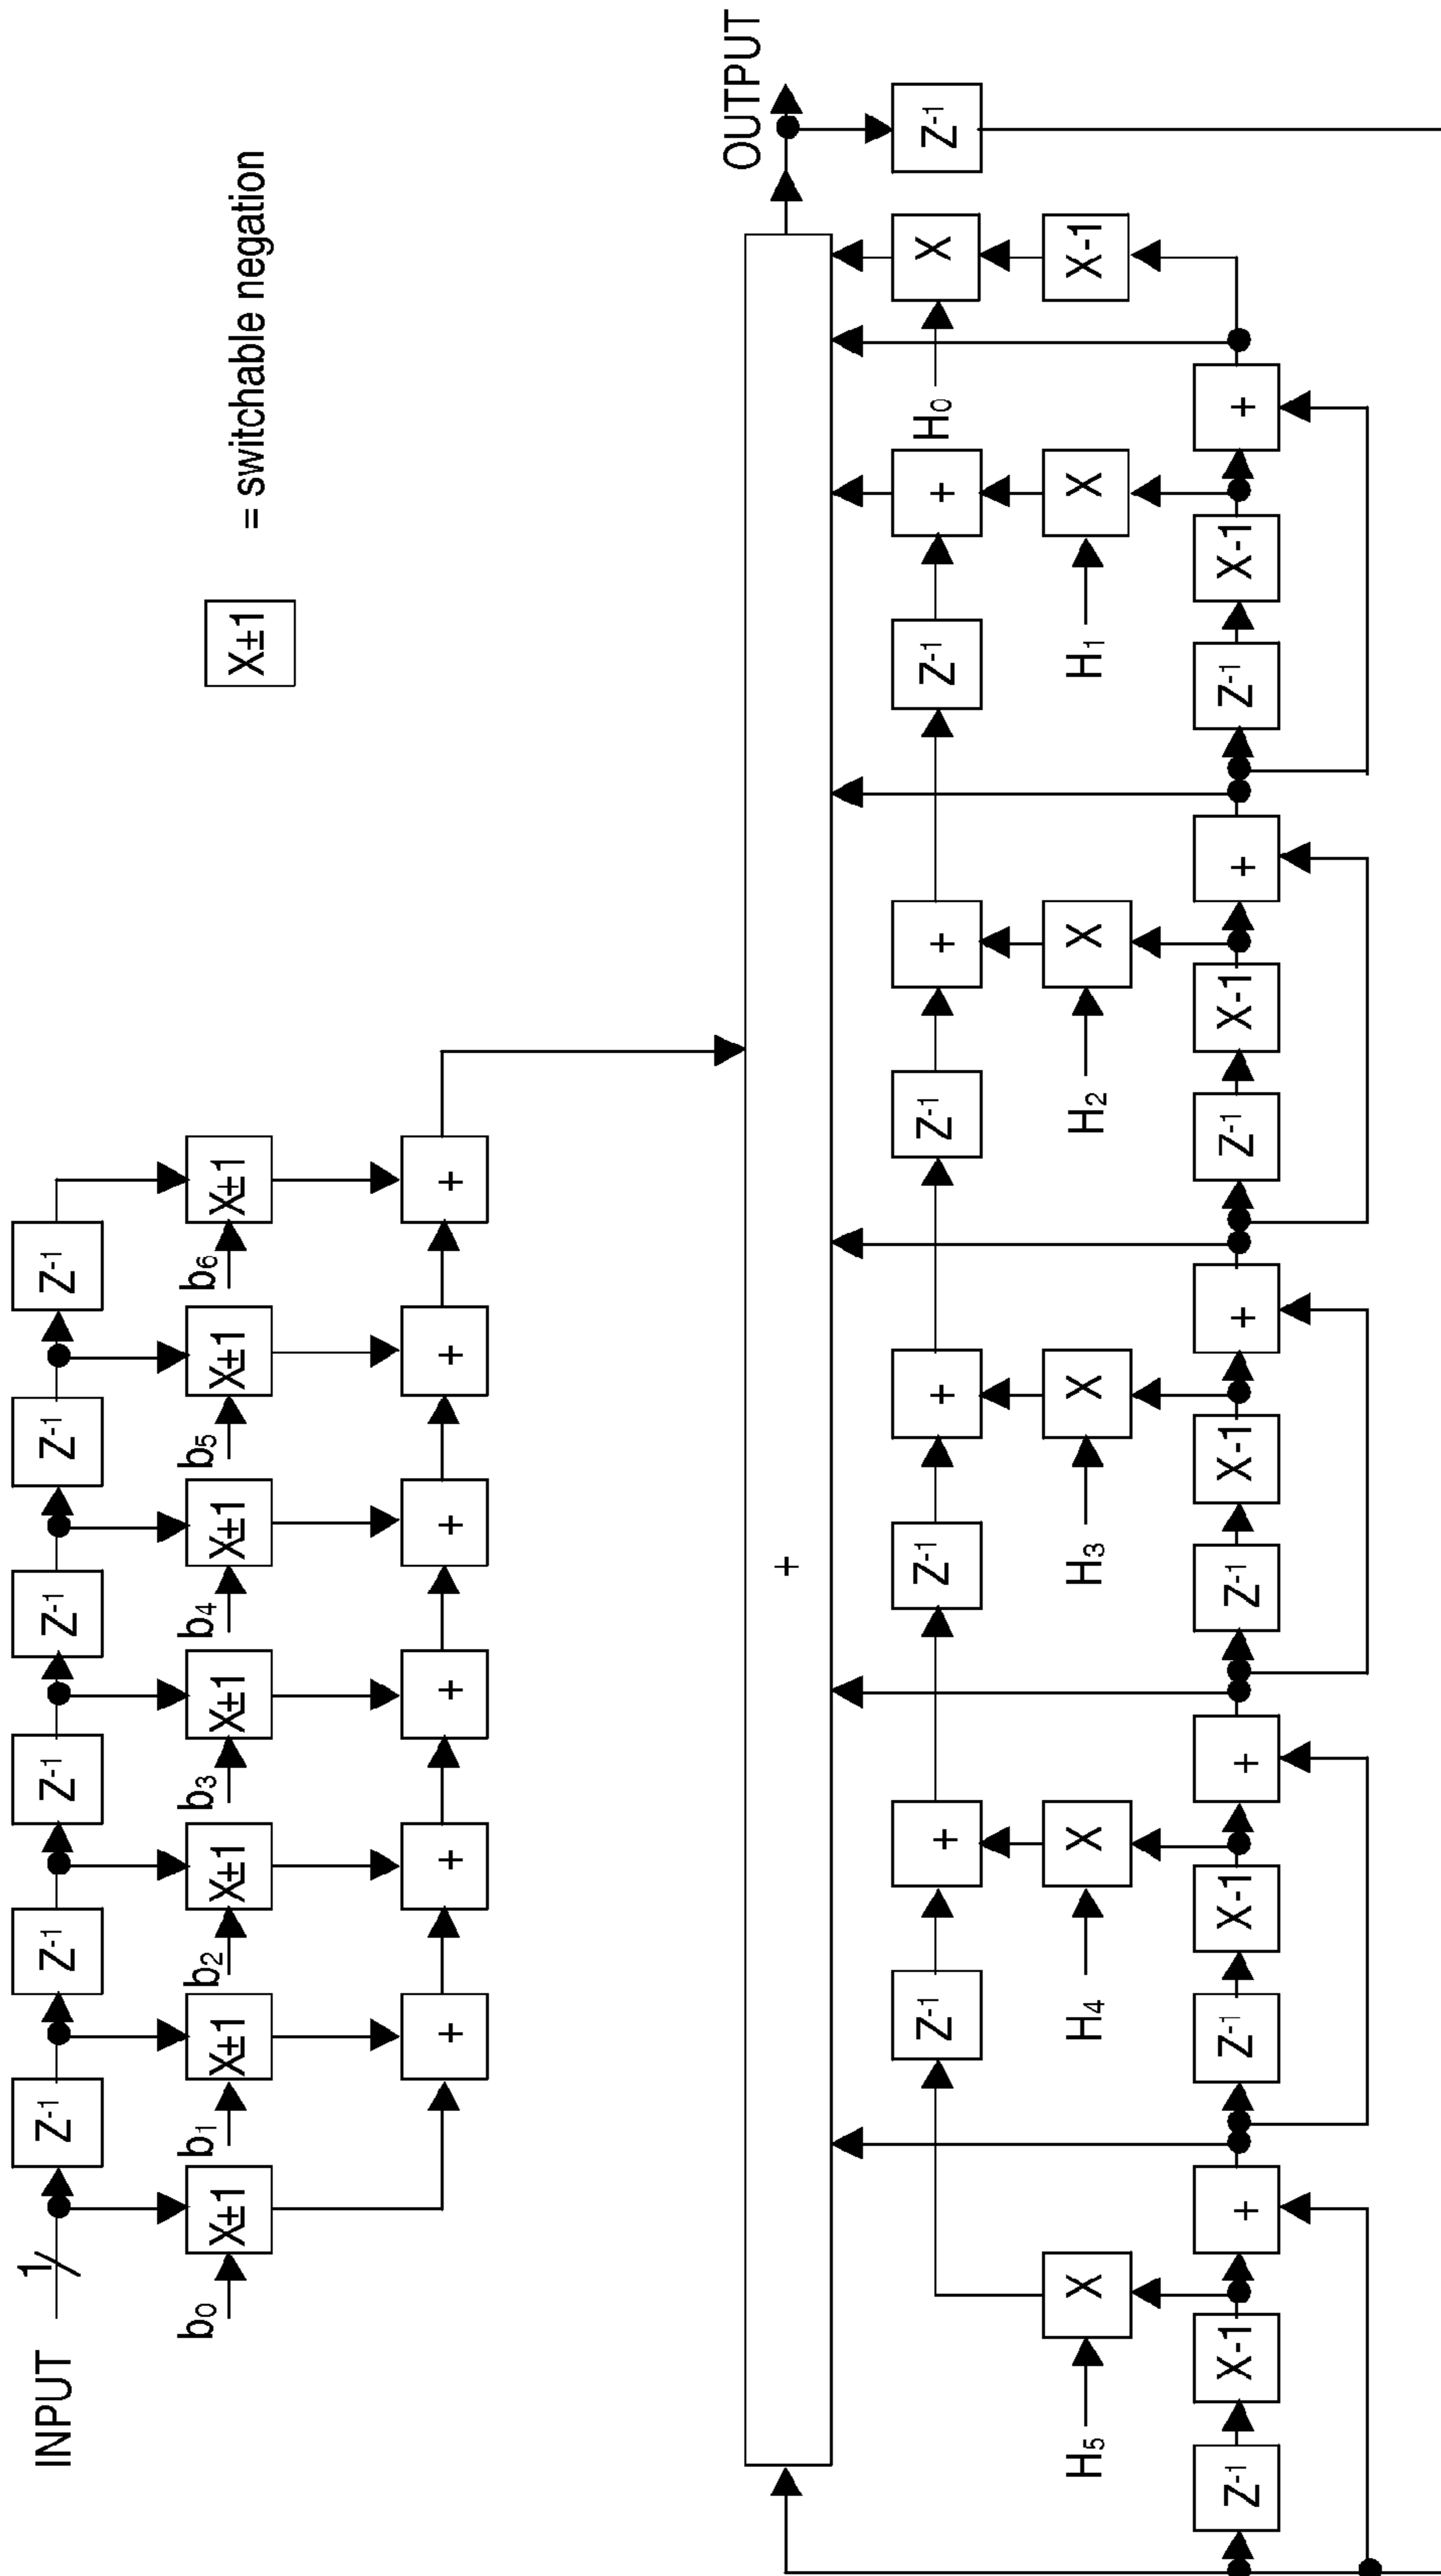 INPUT
1
Z-1 Z-1 Z-1 Z-1 Z-1 Z-1
b0 b1 b2 b3 b4 b5 b6
X±1 X±1 X±1 X±1 X±1 X±1 X±1
+ + + + + +
X±1 = switchable negation
+
OUTPUT
Z-1 + Z-1 + Z-1 + Z-1 + H0 X Z-1
H5 X H4 X H3 X H2 X H1 X X-1
Z-1 X-1 + Z-1 X-1 + Z-1 X-1 + Z-1 X-1 + Z-1 X-1 +